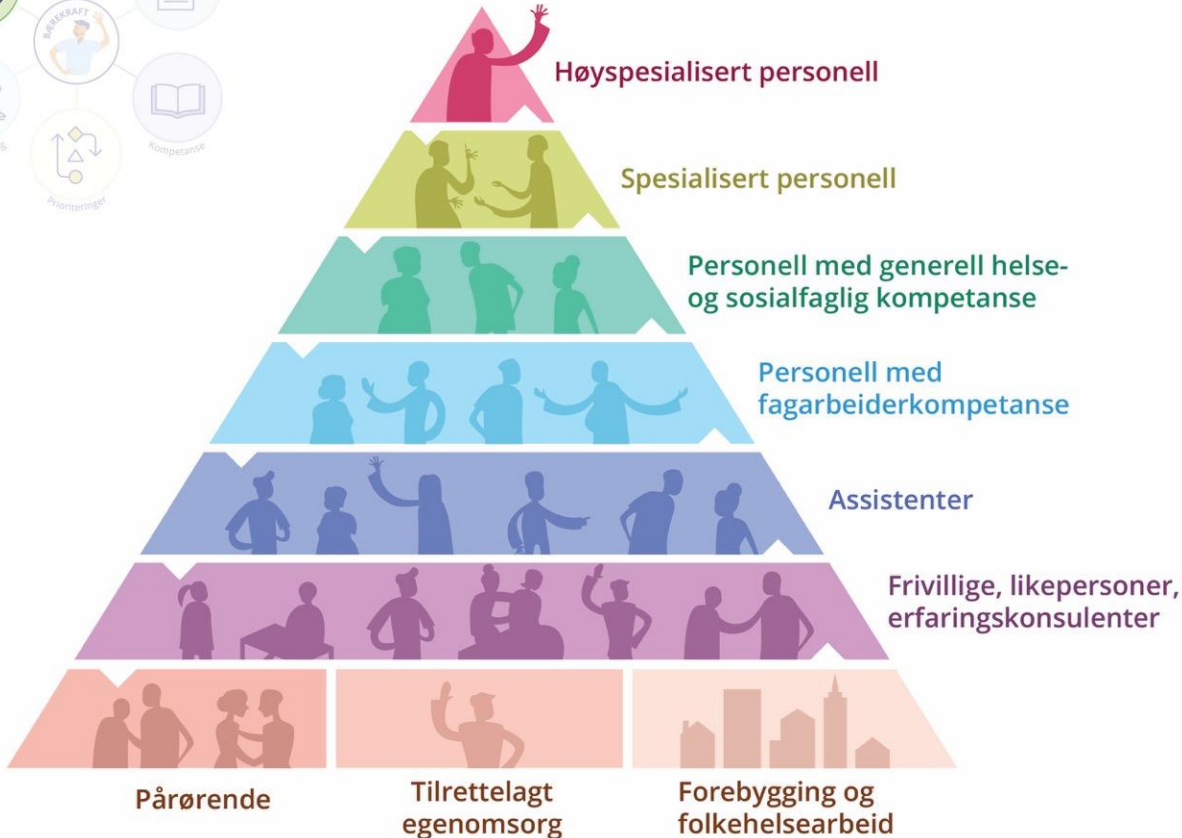 BÆREKRAFT
Kompetanse
Prioriteringer
Høyspesialisert personell
Spesialisert personell
Personell med generell helse-
og sosialfaglig kompetanse
Personell med
fagarbeiderkompetanse
Assistenter
Frivillige, likepersoner,
erfaringskonsulenter
Pårørende
Tilrettelagt
egenomsorg
Forebygging og
folkehelsearbeid